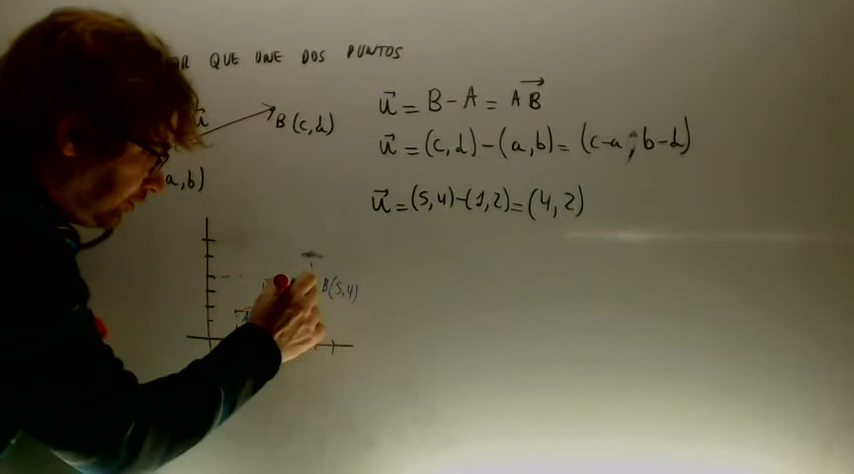 QUE UNE DOS PUNTOS
u⃗ = B - A = AB⃗
u⃗
B(c,d)
u⃗ = (c,d) - (a,b) = (c-a, b-d)
a,b)
u⃗ = (5,4) - (1,2) = (4,2)
B(5,4)